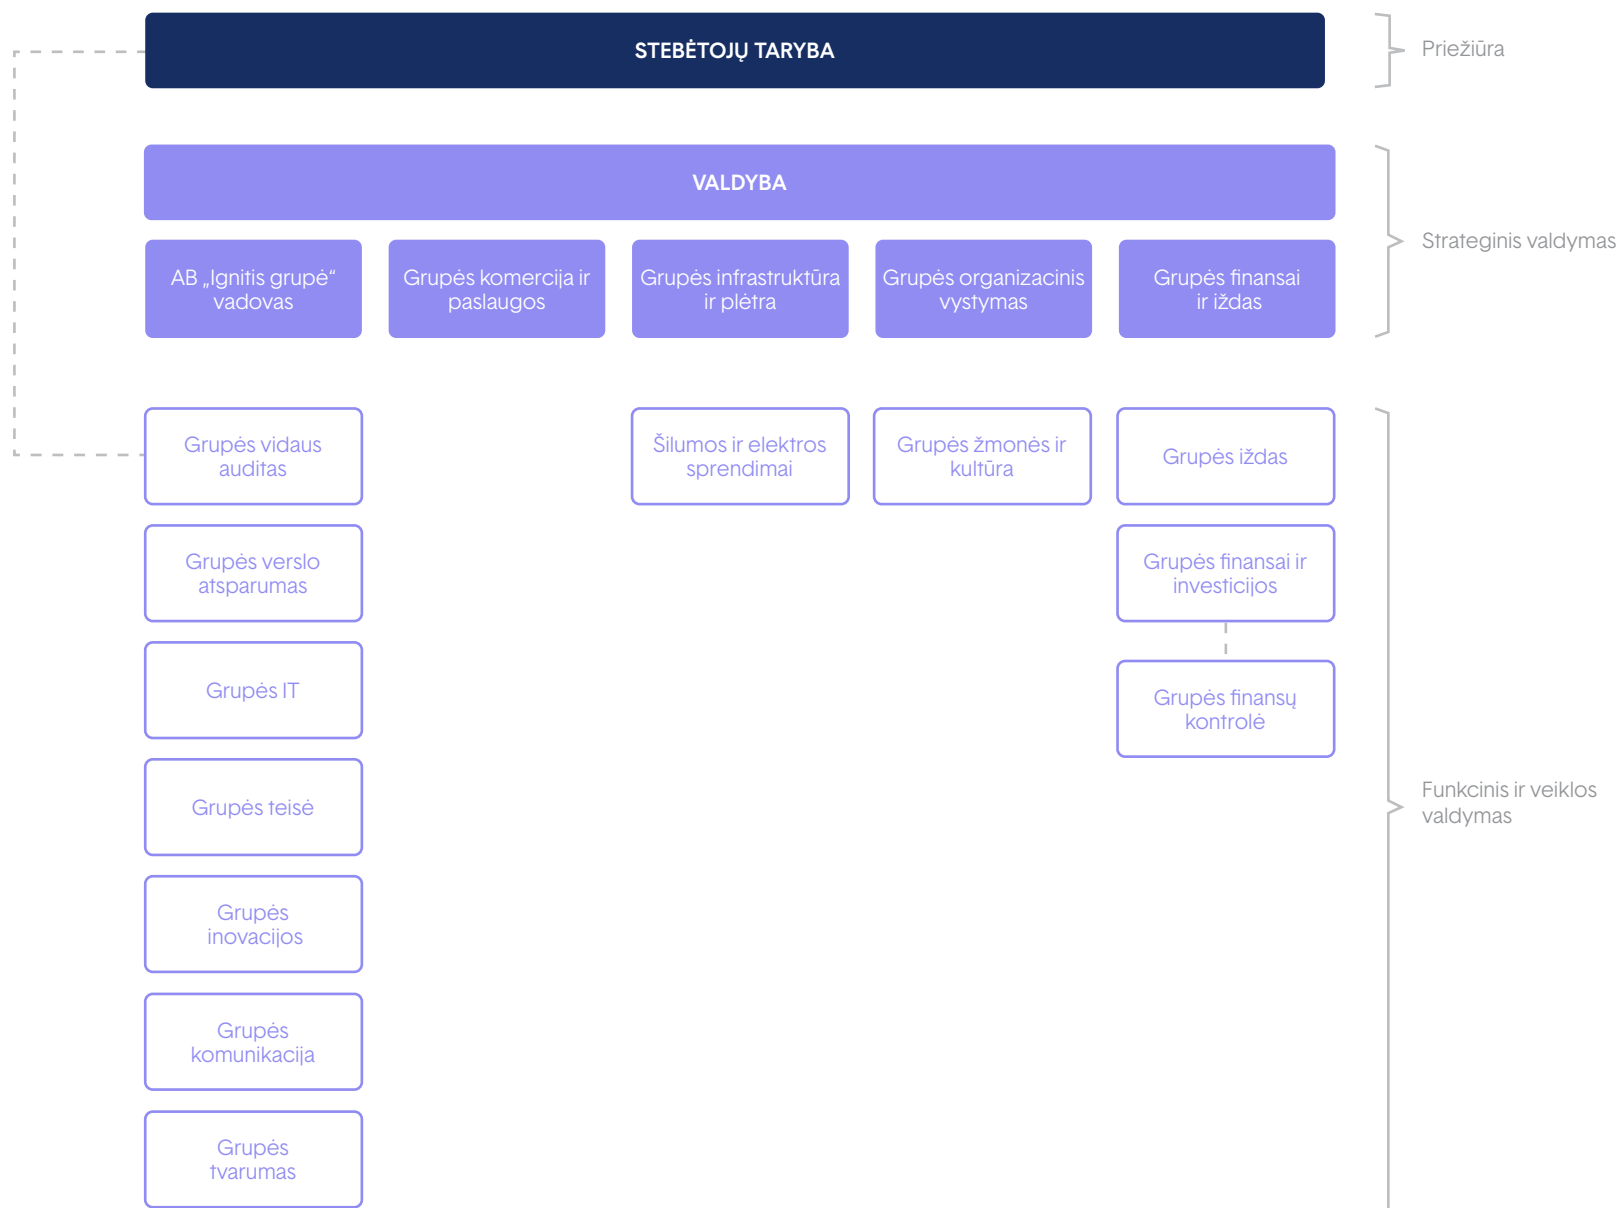 STEBĖTOJŲ TARYBA
Priežiūra
VALDYBA
Strateginis valdymas
AB „Ignitis grupė“
vadovas
Grupės komercija ir
paslaugos
Grupės infrastruktūra
ir plėtra
Grupės organizacinis
vystymas
Grupės finansai
ir iždas
Grupės vidaus
auditas
Šilumos ir elektros
sprendimai
Grupės žmonės ir
kultūra
Grupės iždas
Grupės verslo
atsparumas
Grupės finansai ir
investicijos
Grupės IT
Grupės finansų
kontrolė
Grupės teisė
Funkcinis ir veiklos
valdymas
Grupės
inovacijos
Grupės
komunikacija
Grupės
tvarumas